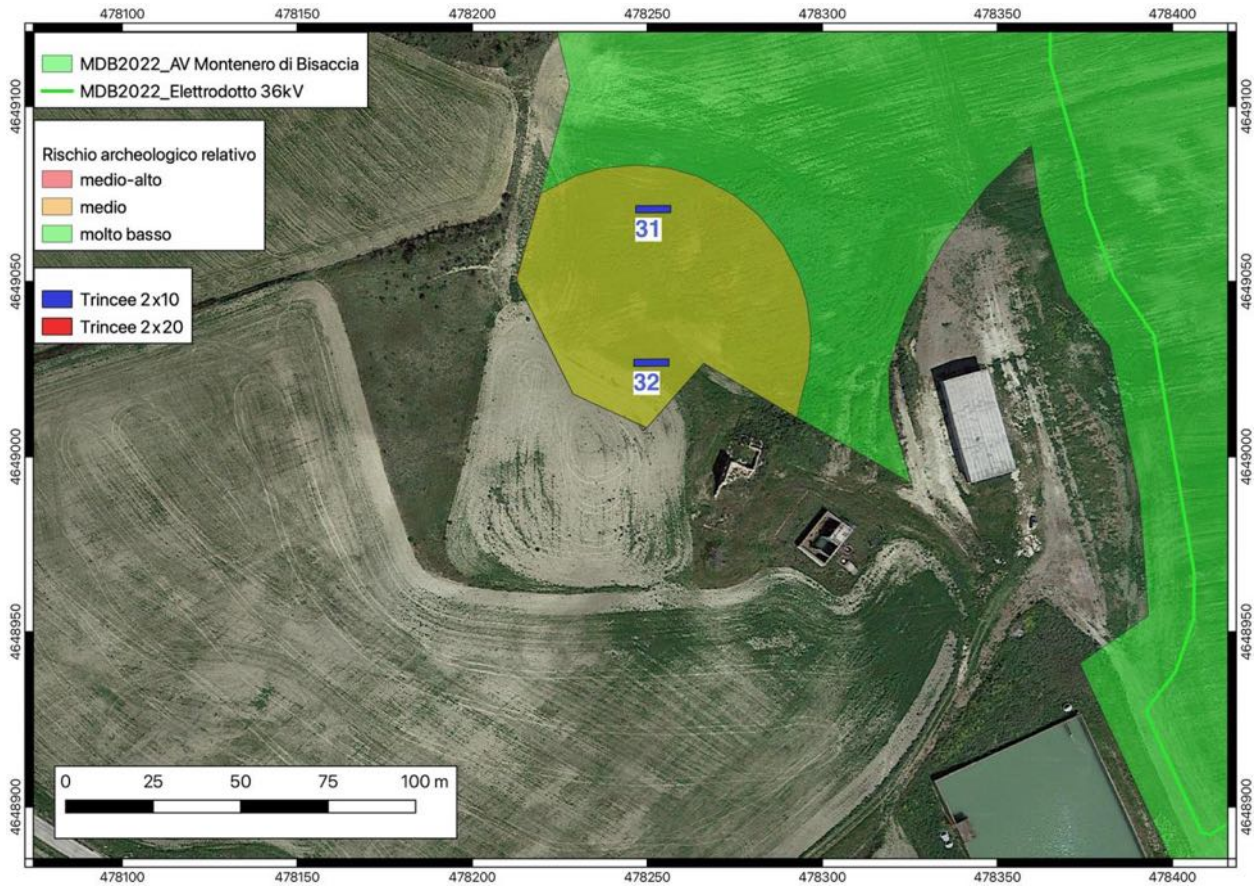 478100 478150 478200 478250 478300 478350 478400
MDB2022_AV Montenero di Bisaccia
MDB2022_Elettrodotto 36kV
Rischio archeologico relativo
medio-alto
medio
molto basso
Trincee 2x10
Trincee 2x20
31
32
4649100
4649050
4649000
4648950
4648900
4649100
4649050
4649000
4648950
4648900
0 25 50 75 100 m
478100 478150 478200 478250 478300 478350 478400